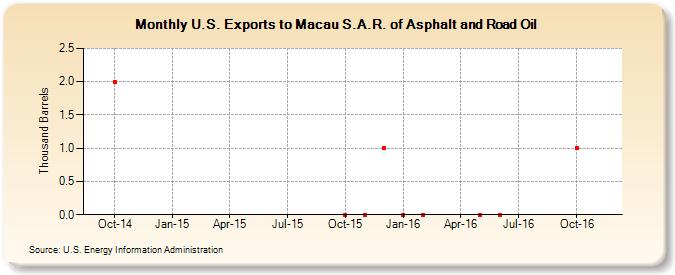 Monthly U.S. Exports to Macau S.A.R. of Asphalt and Road Oil
Thousand Barrels
2.5
2.0
1.5
1.0
0.5
0.0
Oct-14 Jan-15 Apr-15 Jul-15 Oct-15 Jan-16 Apr-16 Jul-16 Oct-16
Source: U.S. Energy Information Administration